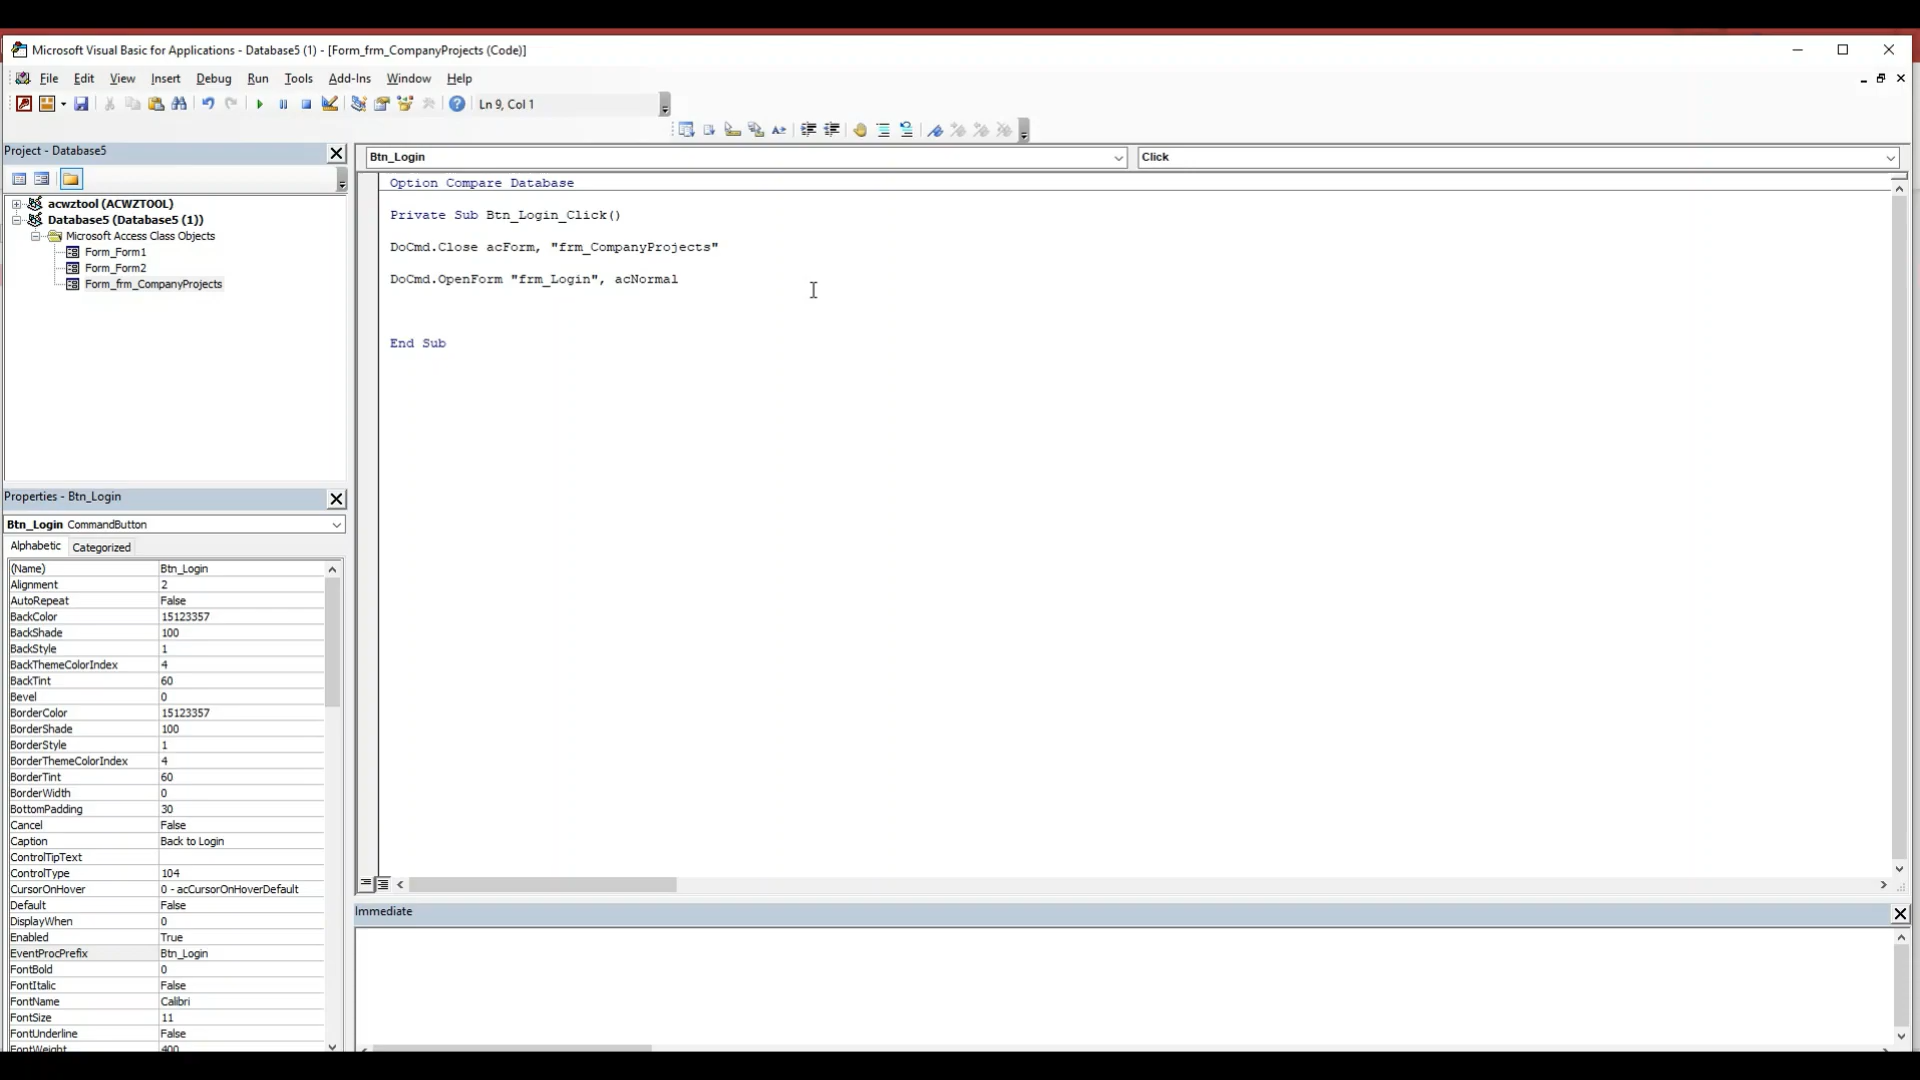 Microsoft Visual Basic for Applications - Database5 (1) - [Form_frm_CompanyProjects (Code)]
File Edit View Insert Debug Run Tools Add-Ins Window Help
Ln 9, Col 1
Project - Database5
acwztool (ACWZTOOL)
Database5 (Database5 (1))
Microsoft Access Class Objects
Form_Form1
Form_Form2
Form_frm_CompanyProjects
Btn_Login Click
Option Compare Database
Private Sub Btn_Login_Click()
DoCmd.Close acForm, "frm_CompanyProjects"
DoCmd.OpenForm "frm_Login", acNormal
End Sub
Properties - Btn_Login
Btn_Login CommandButton
Alphabetic Categorized
(Name) Btn_Login
Alignment 2
AutoRepeat False
BackColor 15123357
BackShade 100
BackStyle 1
BackThemeColorIndex 4
BackTint 60
Bevel 0
BorderColor 15123357
BorderShade 100
BorderStyle 1
BorderThemeColorIndex 4
BorderTint 60
BorderWidth 0
BottomPadding 30
Cancel False
Caption Back to Login
ControlTipText
ControlType 104
CursorOnHover 0 - acCursorOnHoverDefault
Default False
DisplayWhen 0
Enabled True
EventProcPrefix Btn_Login
FontBold 0
FontItalic False
FontName Calibri
FontSize 11
FontUnderline False
FontWeight 400
Immediate